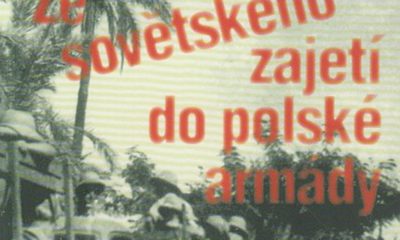 ze
sovětského
zajetí
do polské
armády